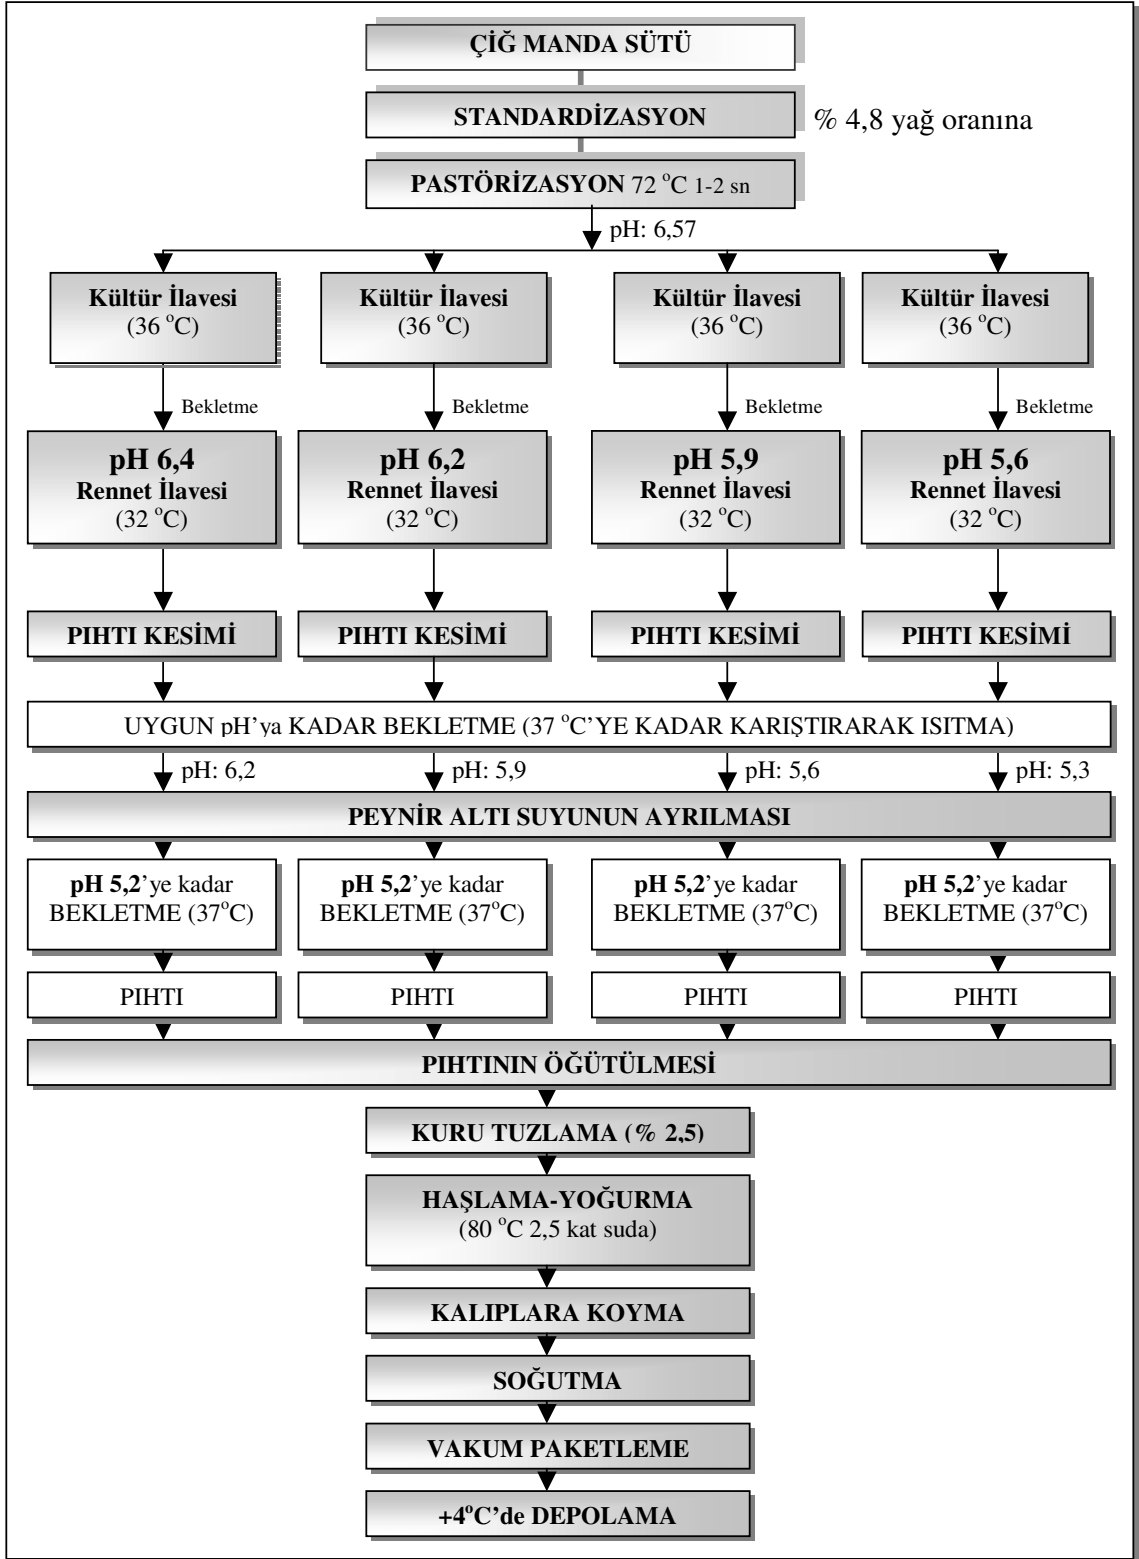 ÇİĞ MANDA SÜTÜ
STANDARDİZASYON
% 4,8 yağ oranına
PASTÖRİZASYON 72 °C 1-2 sn
pH: 6,57
Kültür İlavesi
(36 °C)
Kültür İlavesi
(36 °C)
Kültür İlavesi
(36 °C)
Kültür İlavesi
(36 °C)
Bekletme
Bekletme
Bekletme
Bekletme
pH 6,4
Rennet İlavesi
(32 °C)
pH 6,2
Rennet İlavesi
(32 °C)
pH 5,9
Rennet İlavesi
(32 °C)
pH 5,6
Rennet İlavesi
(32 °C)
PIHTI KESİMİ
PIHTI KESİMİ
PIHTI KESİMİ
PIHTI KESİMİ
UYGUN pH’ya KADAR BEKLETME (37 °C’YE KADAR KARIŞTIRARAK ISITMA)
pH: 6,2
pH: 5,9
pH: 5,6
pH: 5,3
PEYNİR ALTI SUYUNUN AYRILMASI
pH 5,2’ye kadar
BEKLETME (37°C)
pH 5,2’ye kadar
BEKLETME (37°C)
pH 5,2’ye kadar
BEKLETME (37°C)
pH 5,2’ye kadar
BEKLETME (37°C)
PIHTI
PIHTI
PIHTI
PIHTI
PIHTININ ÖĞÜTÜLMESİ
KURU TUZLAMA (% 2,5)
HAŞLAMA-YOĞURMA
(80 °C 2,5 kat suda)
KALIPLARA KOYMA
SOĞUTMA
VAKUM PAKETLEME
+4°C’de DEPOLAMA